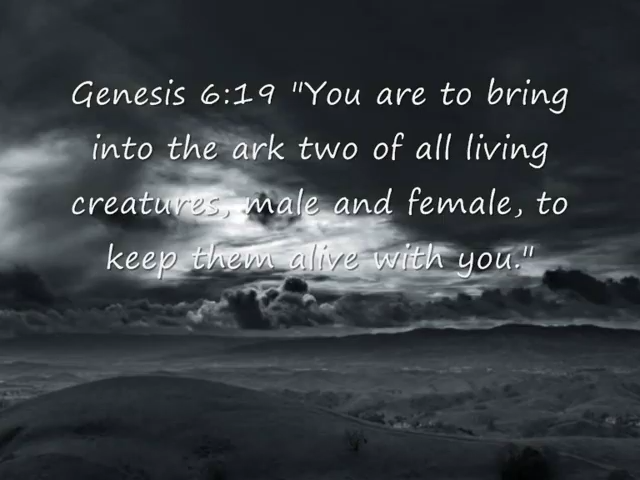 Genesis 6:19 "You are to bring
into the ark two of all living
creatures, male and female, to
keep them alive with you."